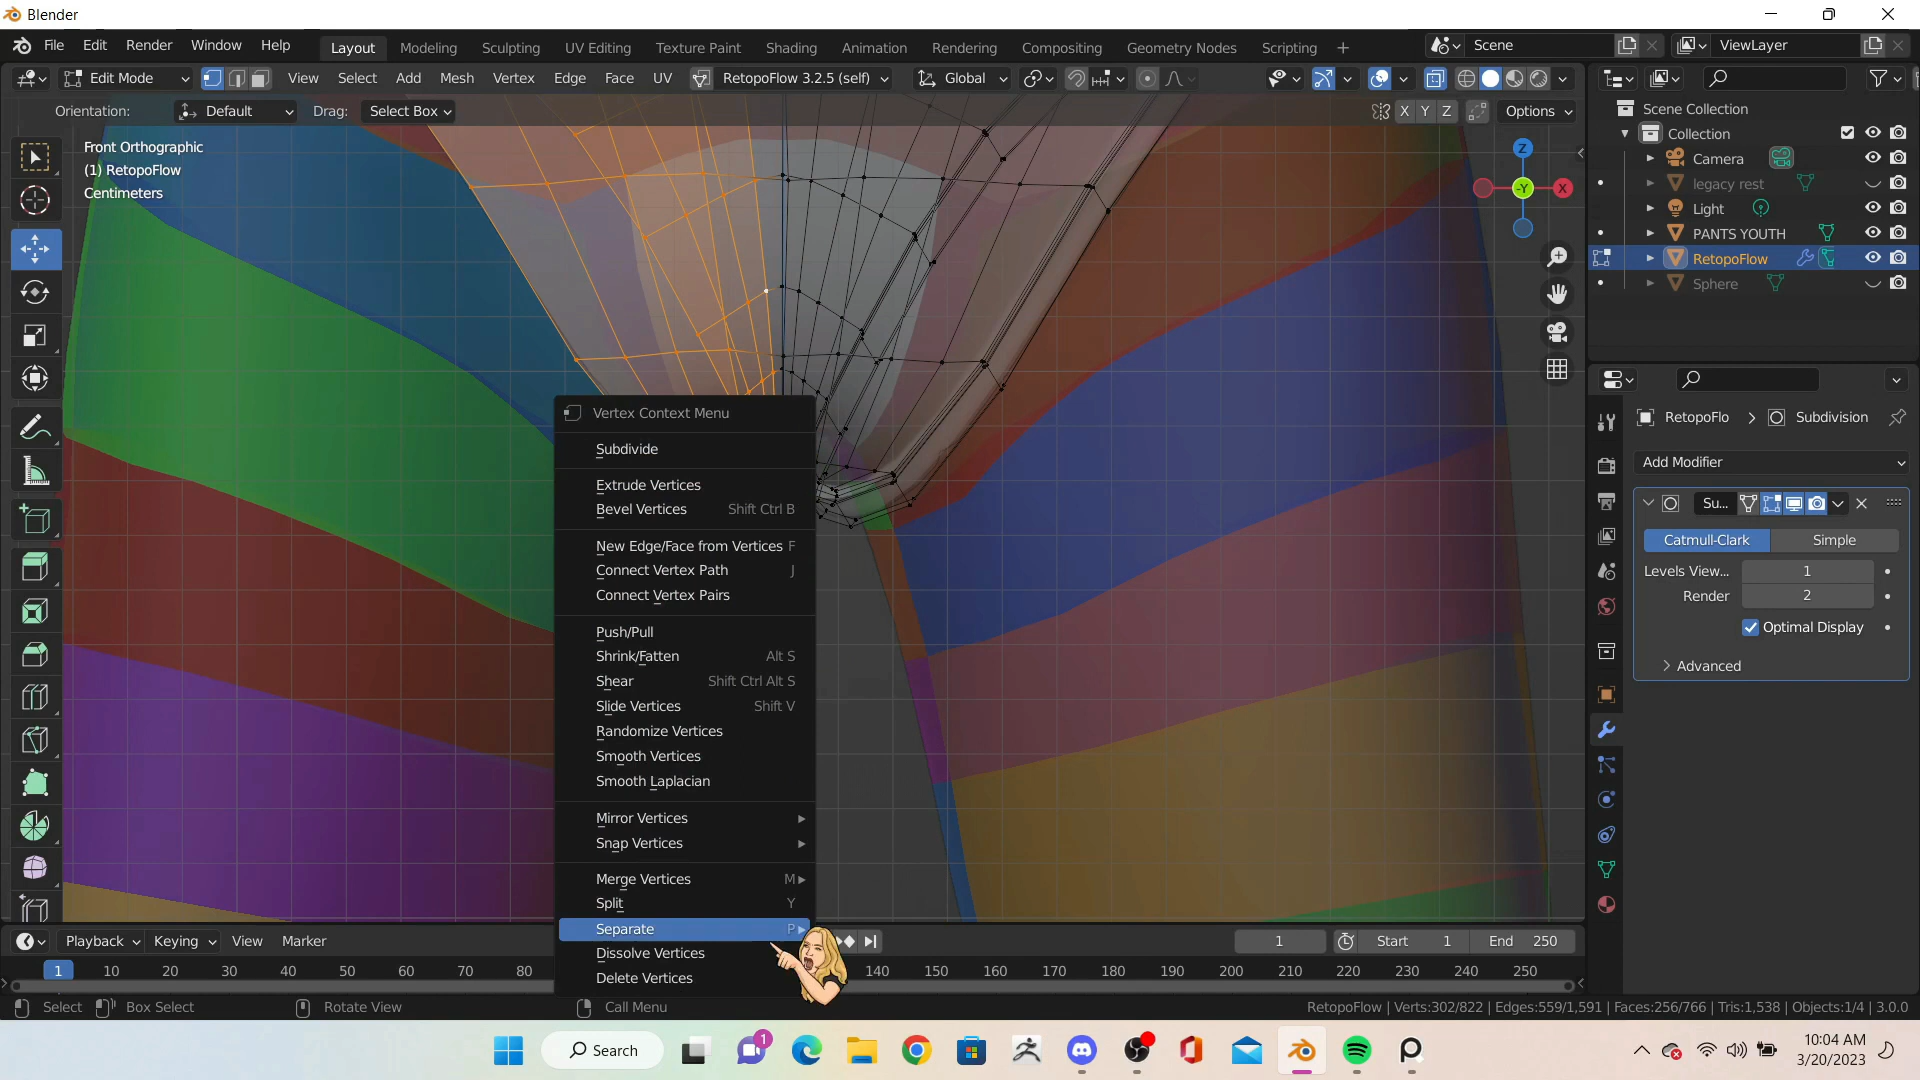 Blender
File Edit Render Window Help Layout Modeling Sculpting UV Editing Texture Paint Shading Animation Rendering Compositing Geometry Nodes Scripting + Scene ViewLayer
Edit Mode View Select Add Mesh Vertex Edge Face UV RetopoFlow 3.2.5 (self) Global
Orientation: Default Drag: Select Box X Y Z Options
Front Orthographic
(1) RetopoFlow
Centimeters
Z
-Y X
Scene Collection
Collection
Camera
legacy rest
Light
PANTS YOUTH
RetopoFlow
Sphere
RetopoFlo > Subdivision
Add Modifier
Su...
Catmull-Clark Simple
Levels View... 1
Render 2
Optimal Display
Advanced
Vertex Context Menu
Subdivide
Extrude Vertices
Bevel Vertices Shift Ctrl B
New Edge/Face from Vertices F
Connect Vertex Path J
Connect Vertex Pairs
Push/Pull
Shrink/Fatten Alt S
Shear Shift Ctrl Alt S
Slide Vertices Shift V
Randomize Vertices
Smooth Vertices
Smooth Laplacian
Mirror Vertices
Snap Vertices
Merge Vertices M
Split Y
Separate P
Dissolve Vertices
Delete Vertices
Playback Keying View Marker 1 Start 1 End 250
1 10 20 30 40 50 60 70 80 140 150 160 170 180 190 200 210 220 230 240 250
Select Box Select Rotate View Call Menu RetopoFlow | Verts:302/822 | Edges:559/1,591 | Faces:256/766 | Tris:1,538 | Objects:1/4 | 3.0.0
Search 1 10:04 AM
3/20/2023